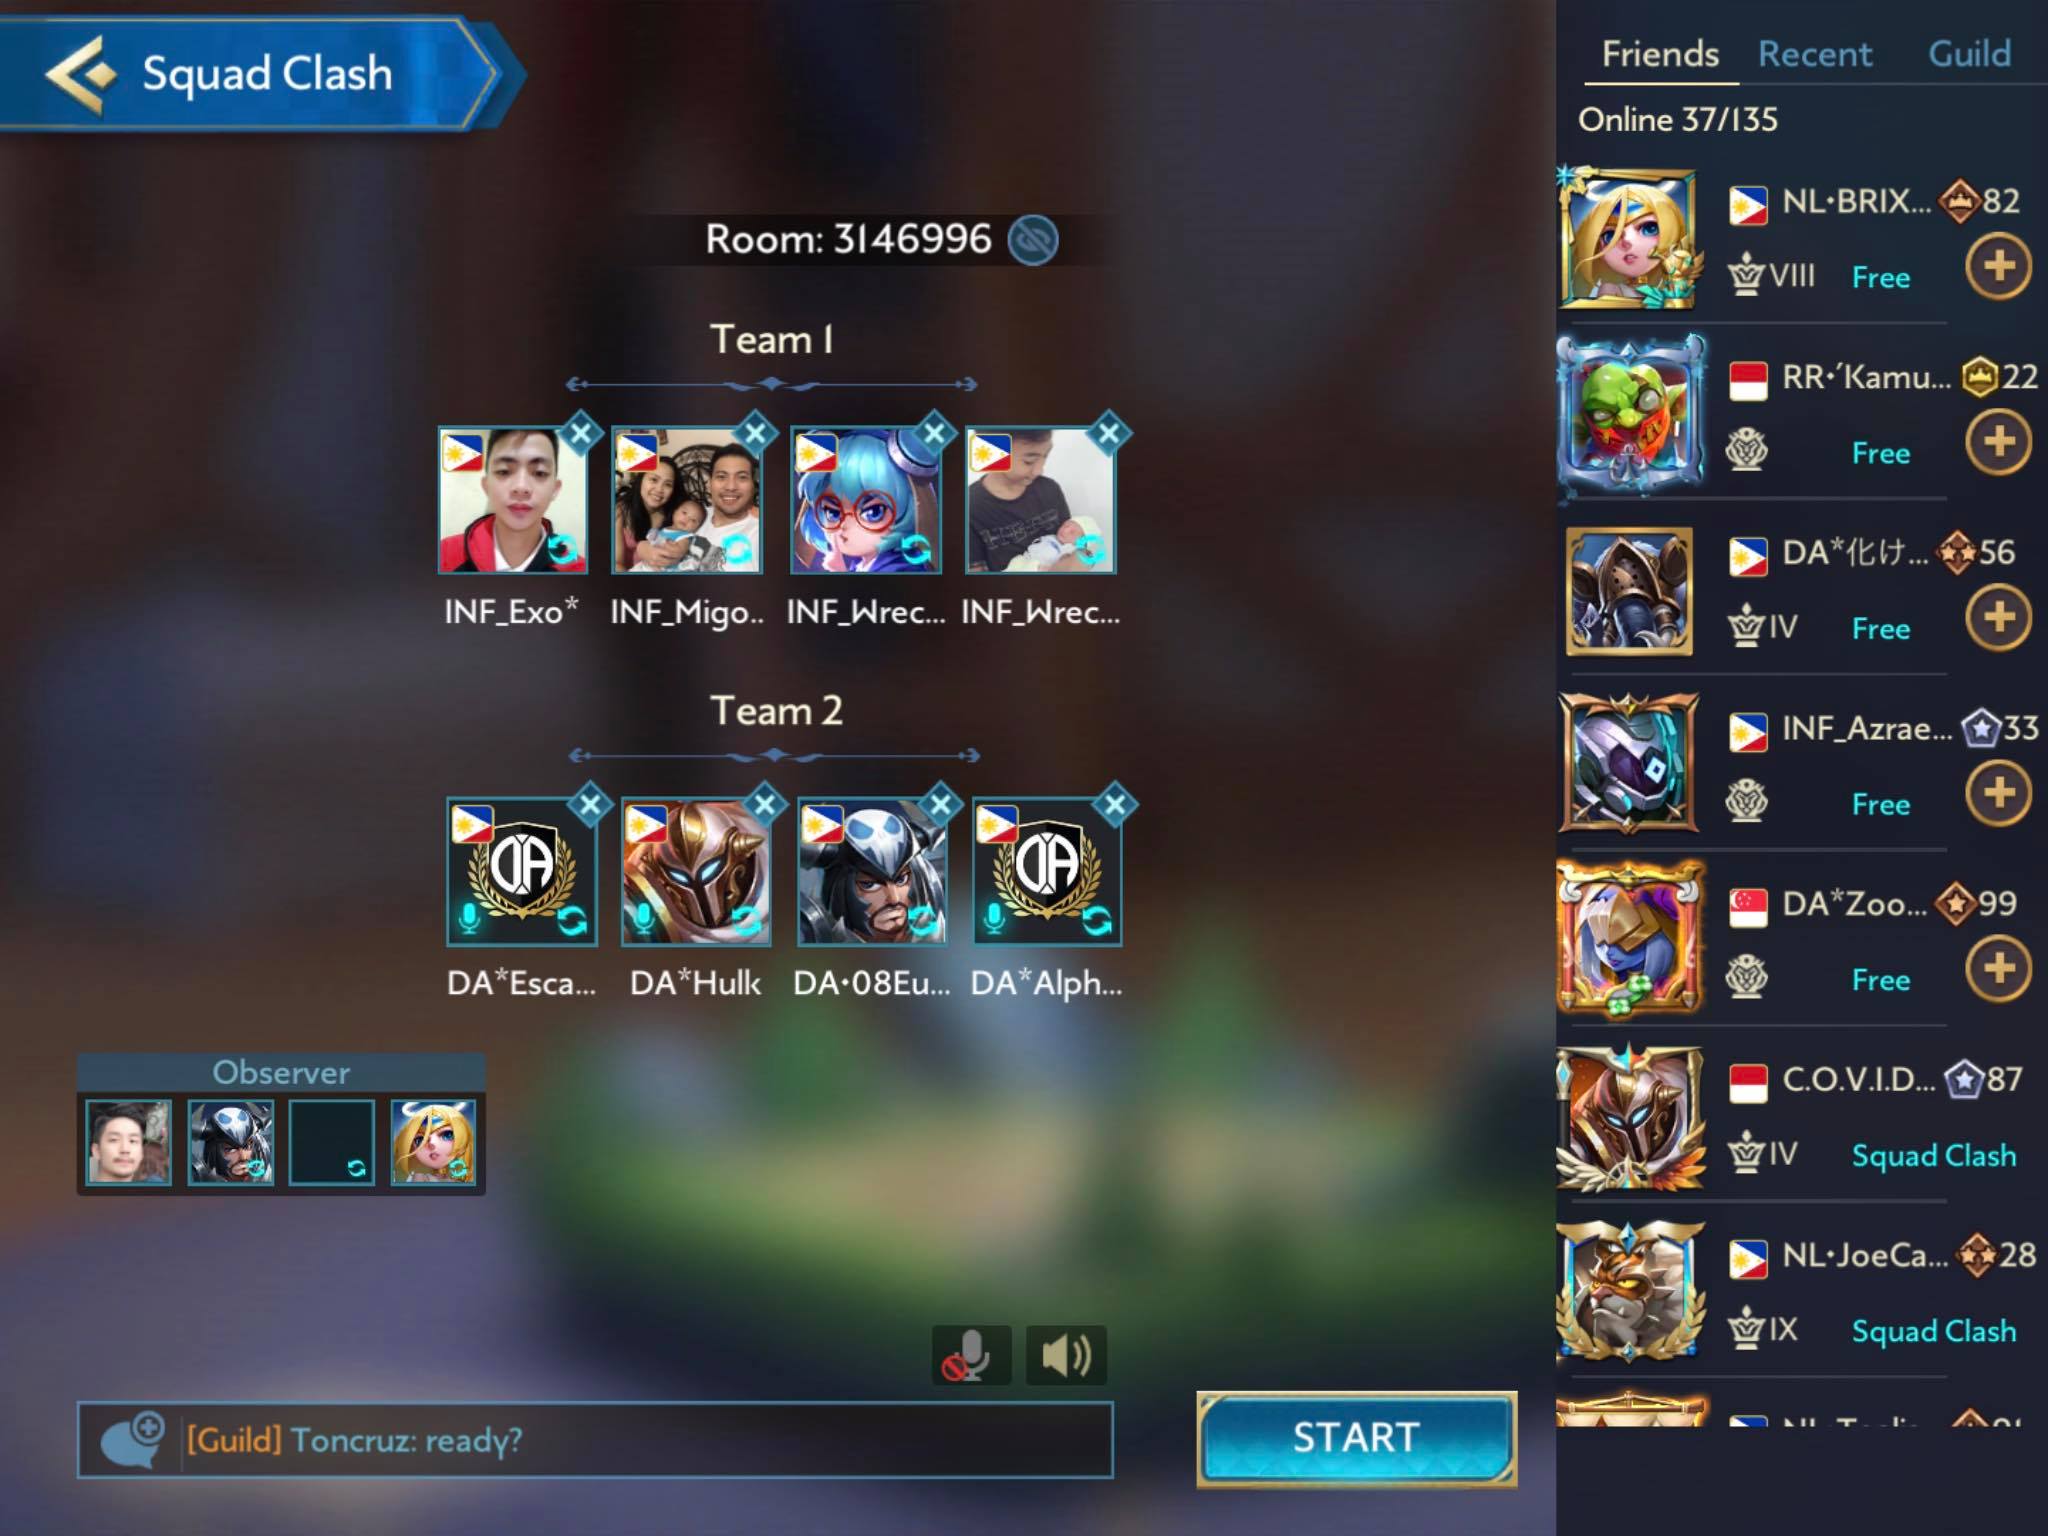 Squad Clash
Room: 3146996
Team 1
INF_Exo* INF_Migo.. INF_Wrec... INF_Wrec...
Team 2
DA
DA
DA*Esca... DA*Hulk DA•08Eu... DA*Alph...
Observer
[Guild] Toncruz: ready?
START
Friends Recent Guild
Online 37/135
NL•BRIX... 82
VIII Free
RR•´Kamu... 22
Free
DA*化け... 56
IV Free
INF_Azrae... 33
Free
DA*Zoo... 99
Free
C.O.V.I.D... 87
IV Squad Clash
NL•JoeCa... 28
IX Squad Clash